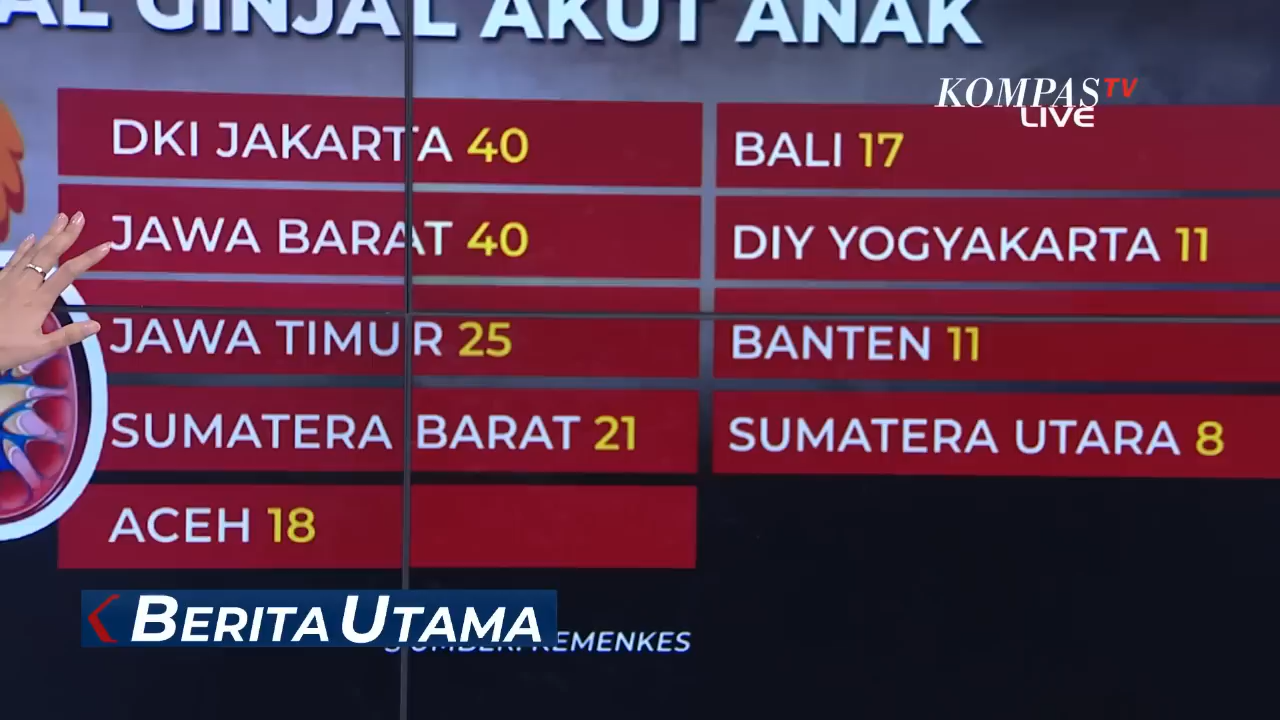 AL GINJAL AKUT ANAK
KOMPAS TV
LIVE
DKI JAKARTA 40
JAWA BARAT 40
JAWA TIMUR 25
SUMATERA BARAT 21
ACEH 18
BALI 17
DIY YOGYAKARTA 11
BANTEN 11
SUMATERA UTARA 8
BERITA UTAMA
SUMBER: KEMENKES